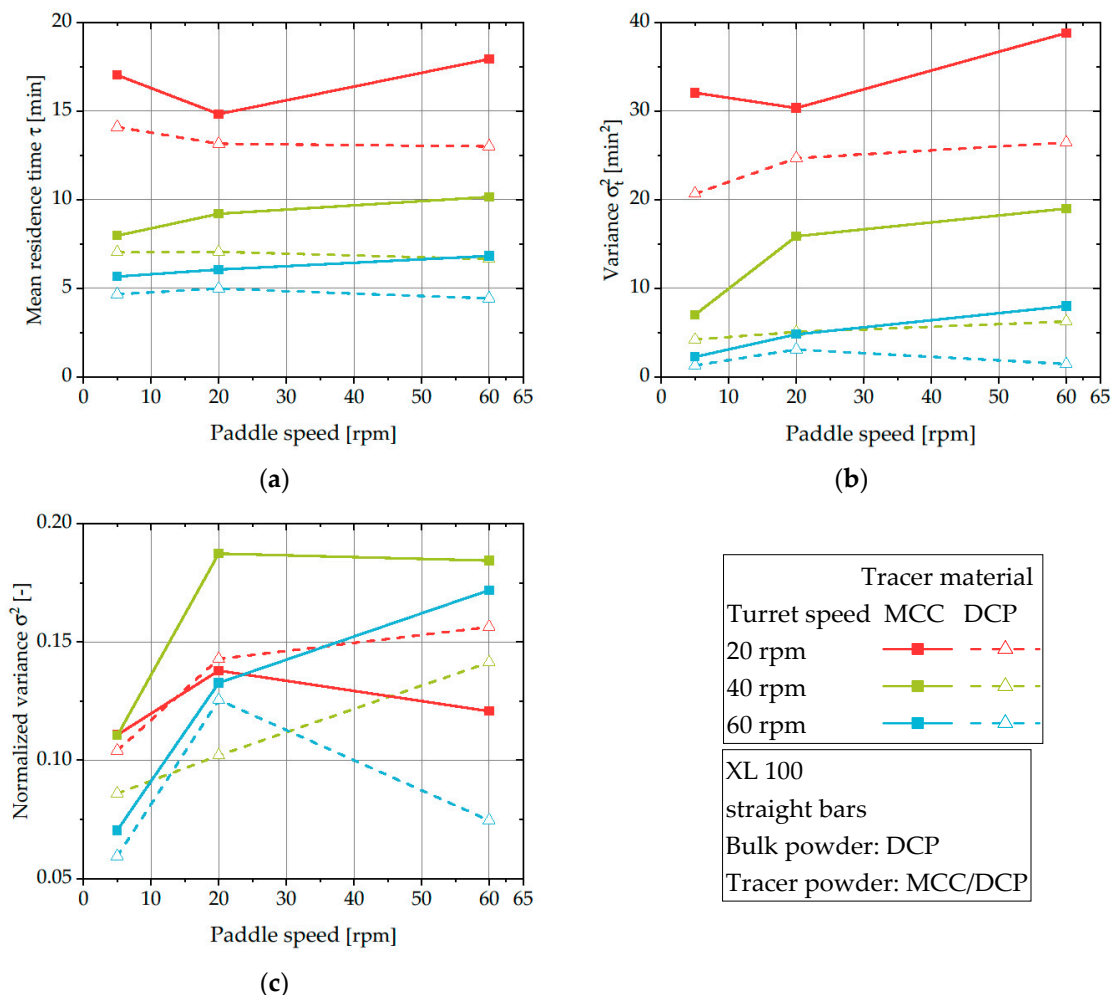 20
15
10
5
0
Mean residence time τ [min]
0 10 20 30 40 50 60 65
Paddle speed [rpm]
(a)
40
30
20
10
0
Variance σt² [min²]
0 10 20 30 40 50 60 65
Paddle speed [rpm]
(b)
0.20
0.15
0.10
0.05
Normalized variance σ² [-]
0 10 20 30 40 50 60 65
Paddle speed [rpm]
(c)
Tracer material
Turret speed MCC DCP
20 rpm
40 rpm
60 rpm
XL 100
straight bars
Bulk powder: DCP
Tracer powder: MCC/DCP